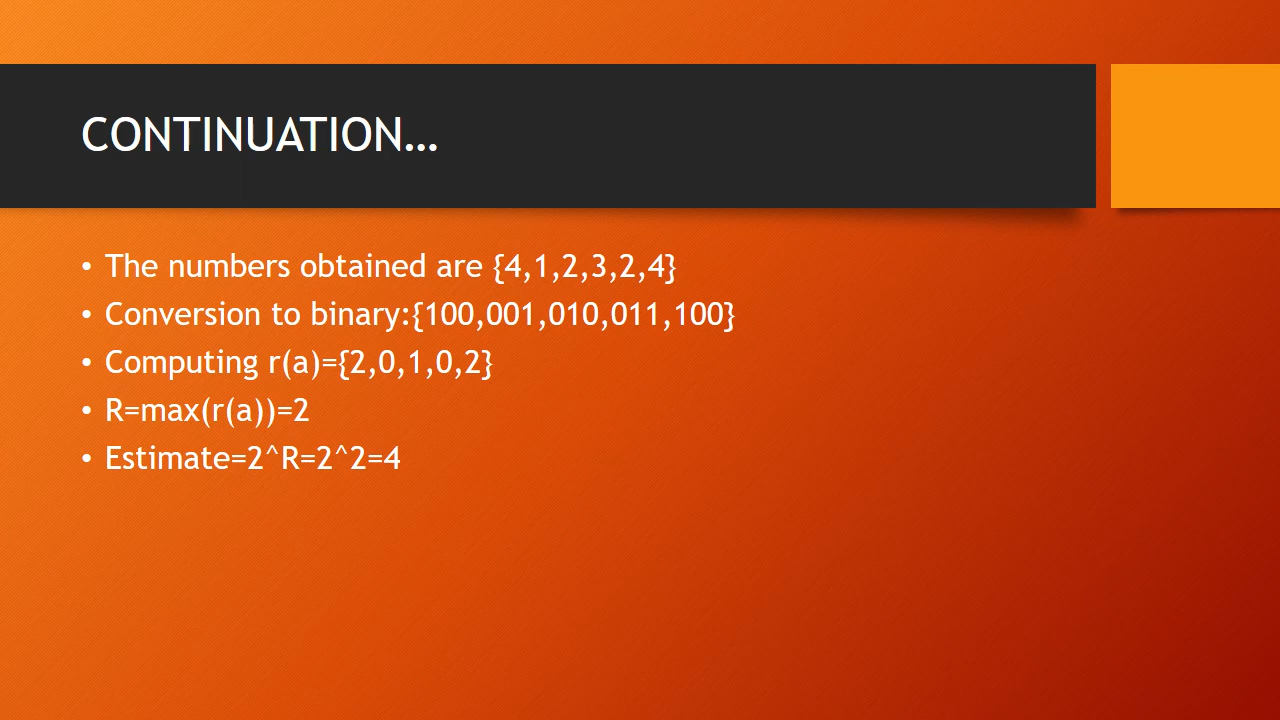 CONTINUATION…
• The numbers obtained are {4,1,2,3,2,4}
• Conversion to binary:{100,001,010,011,100}
• Computing r(a)={2,0,1,0,2}
• R=max(r(a))=2
• Estimate=2^R=2^2=4